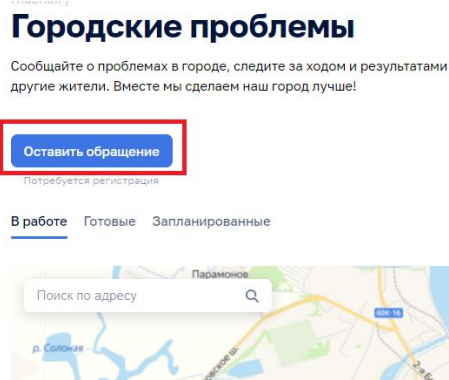 Главная /
Городские проблемы
Сообщайте о проблемах в городе, следите за ходом и результатами
другие жители. Вместе мы сделаем наш город лучше!
Оставить обращение
Потребуется регистрация
В работе Готовые Запланированные
Парамонов
Поиск по адресу
60К-16
р. Солоная